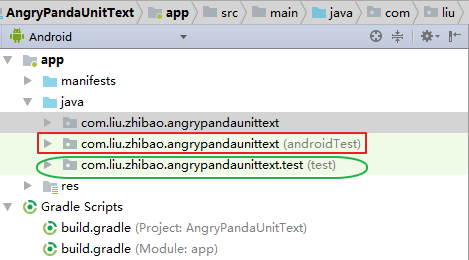 AngryPandaUnitText app src main java com liu
Android
app
manifests
java
com.liu.zhibao.angrypandaunittext
com.liu.zhibao.angrypandaunittext (androidTest)
com.liu.zhibao.angrypandaunittext.test (test)
res
Gradle Scripts
build.gradle (Project: AngryPandaUnitText)
build.gradle (Module: app)